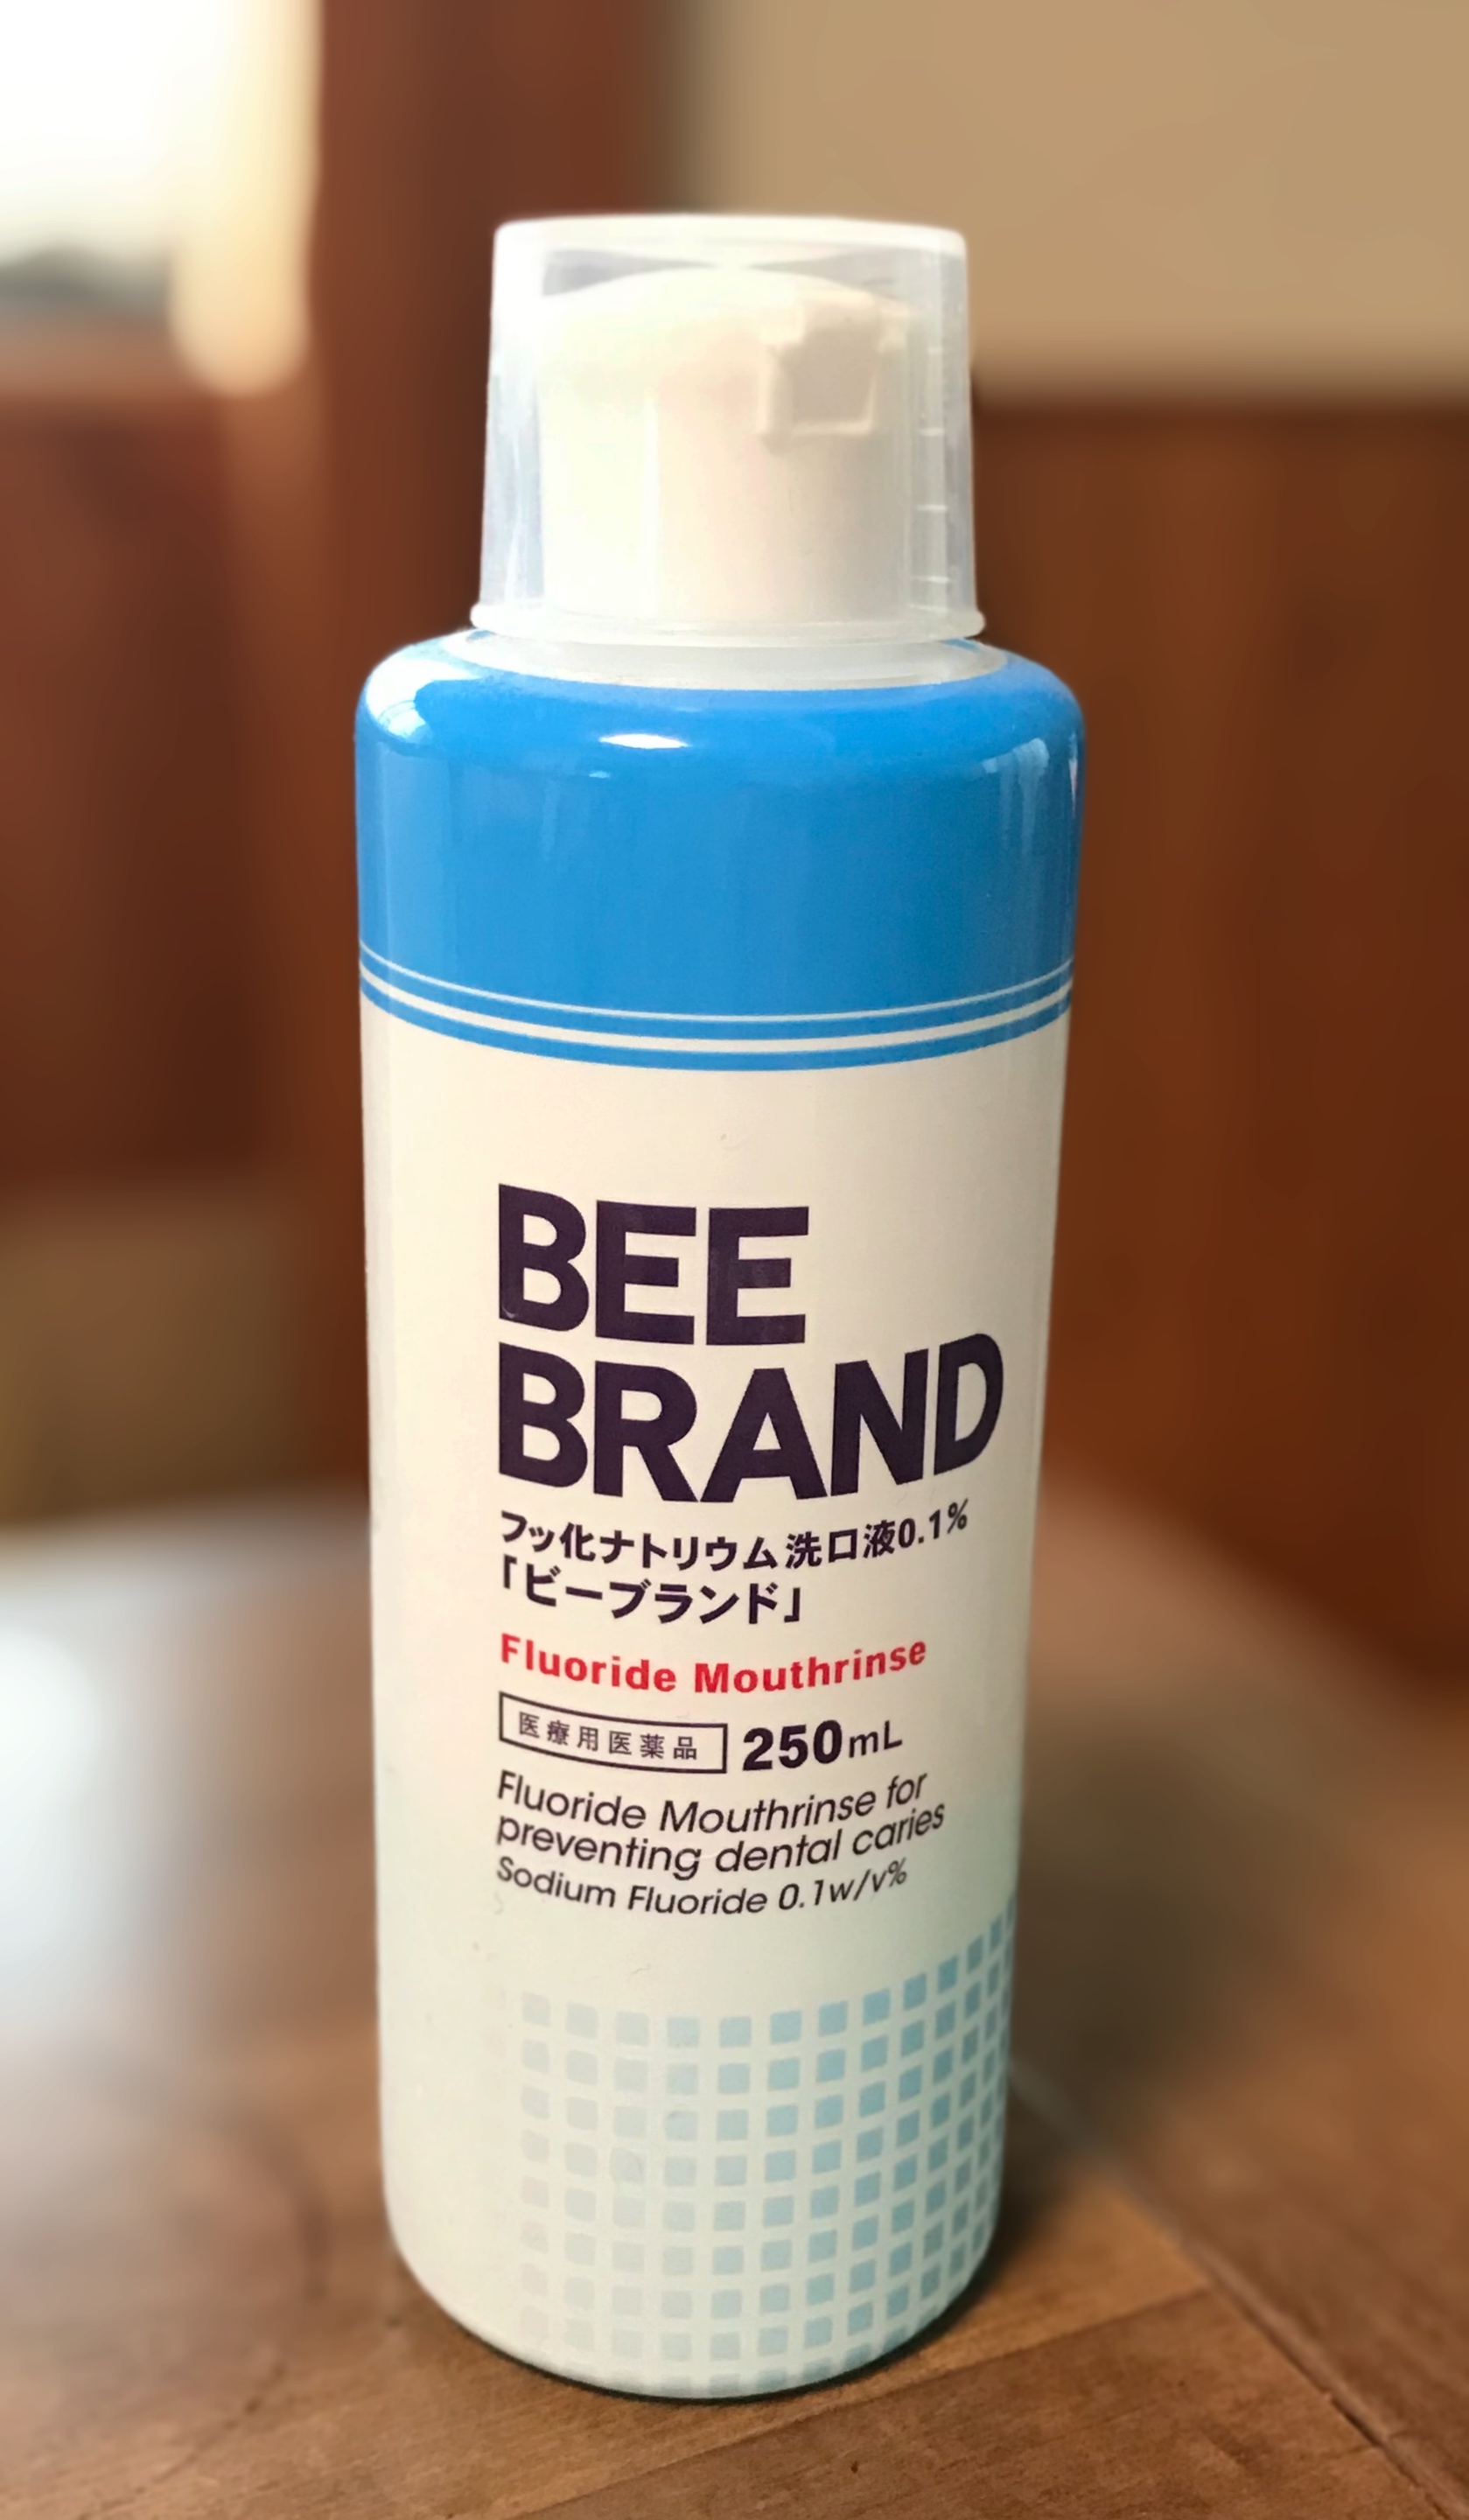 BEE
BRAND
フッ化ナトリウム洗口液0.1%
「ビーブランド」
Fluoride Mouthrinse
医療用医薬品 250mL
Fluoride Mouthrinse for
preventing dental caries
Sodium Fluoride 0.1w/v%